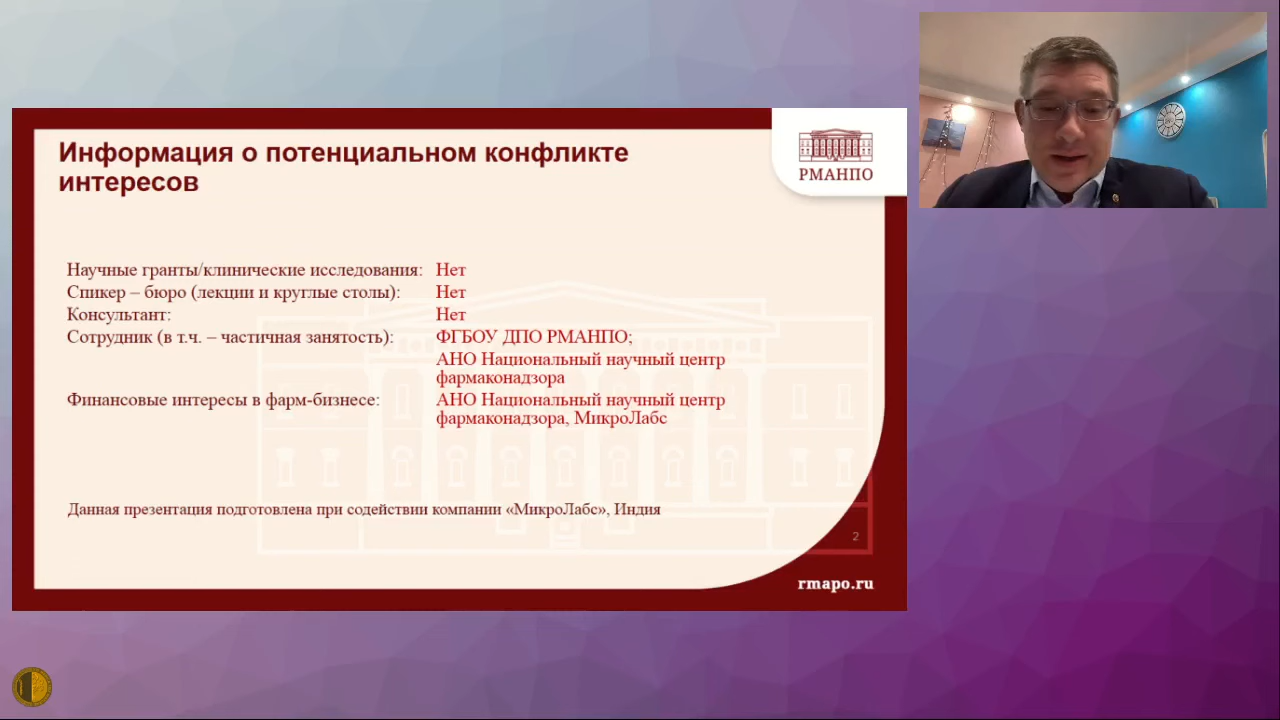 Информация о потенциальном конфликте
интересов
РМАНПО
Научные гранты/клинические исследования: Нет
Спикер – бюро (лекции и круглые столы): Нет
Консультант: Нет
Сотрудник (в т.ч. – частичная занятость): ФГБОУ ДПО РМАНПО;
АНО Национальный научный центр
фармаконадзора
Финансовые интересы в фарм-бизнесе: АНО Национальный научный центр
фармаконадзора, МикроЛабс
Данная презентация подготовлена при содействии компании «МикроЛабс», Индия
2
rmapo.ru